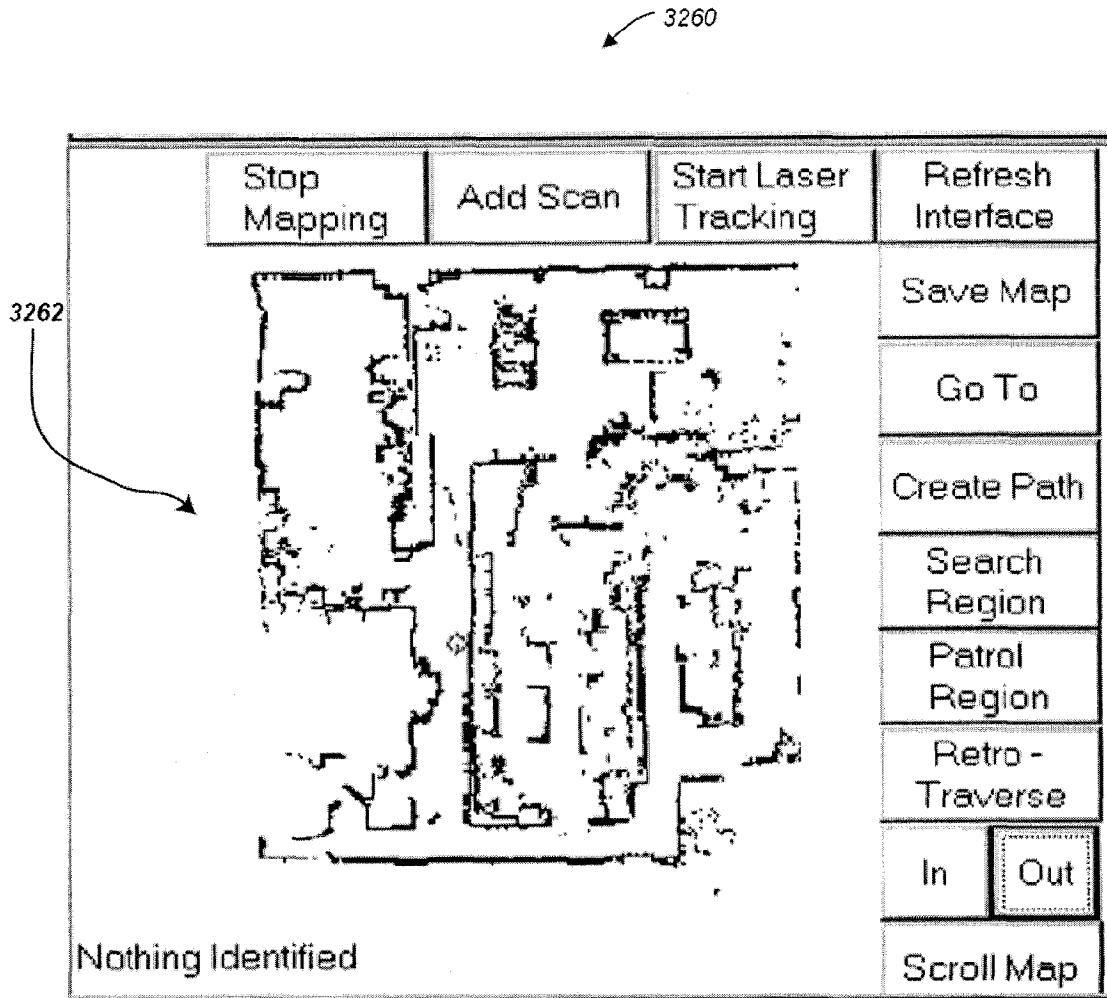 3260
Stop
Mapping
Add Scan
Start Laser
Tracking
Refresh
Interface
3262
Save Map
Go To
Create Path
Search
Region
Patrol
Region
Retro -
Traverse
In
Out
Nothing Identified
Scroll Map